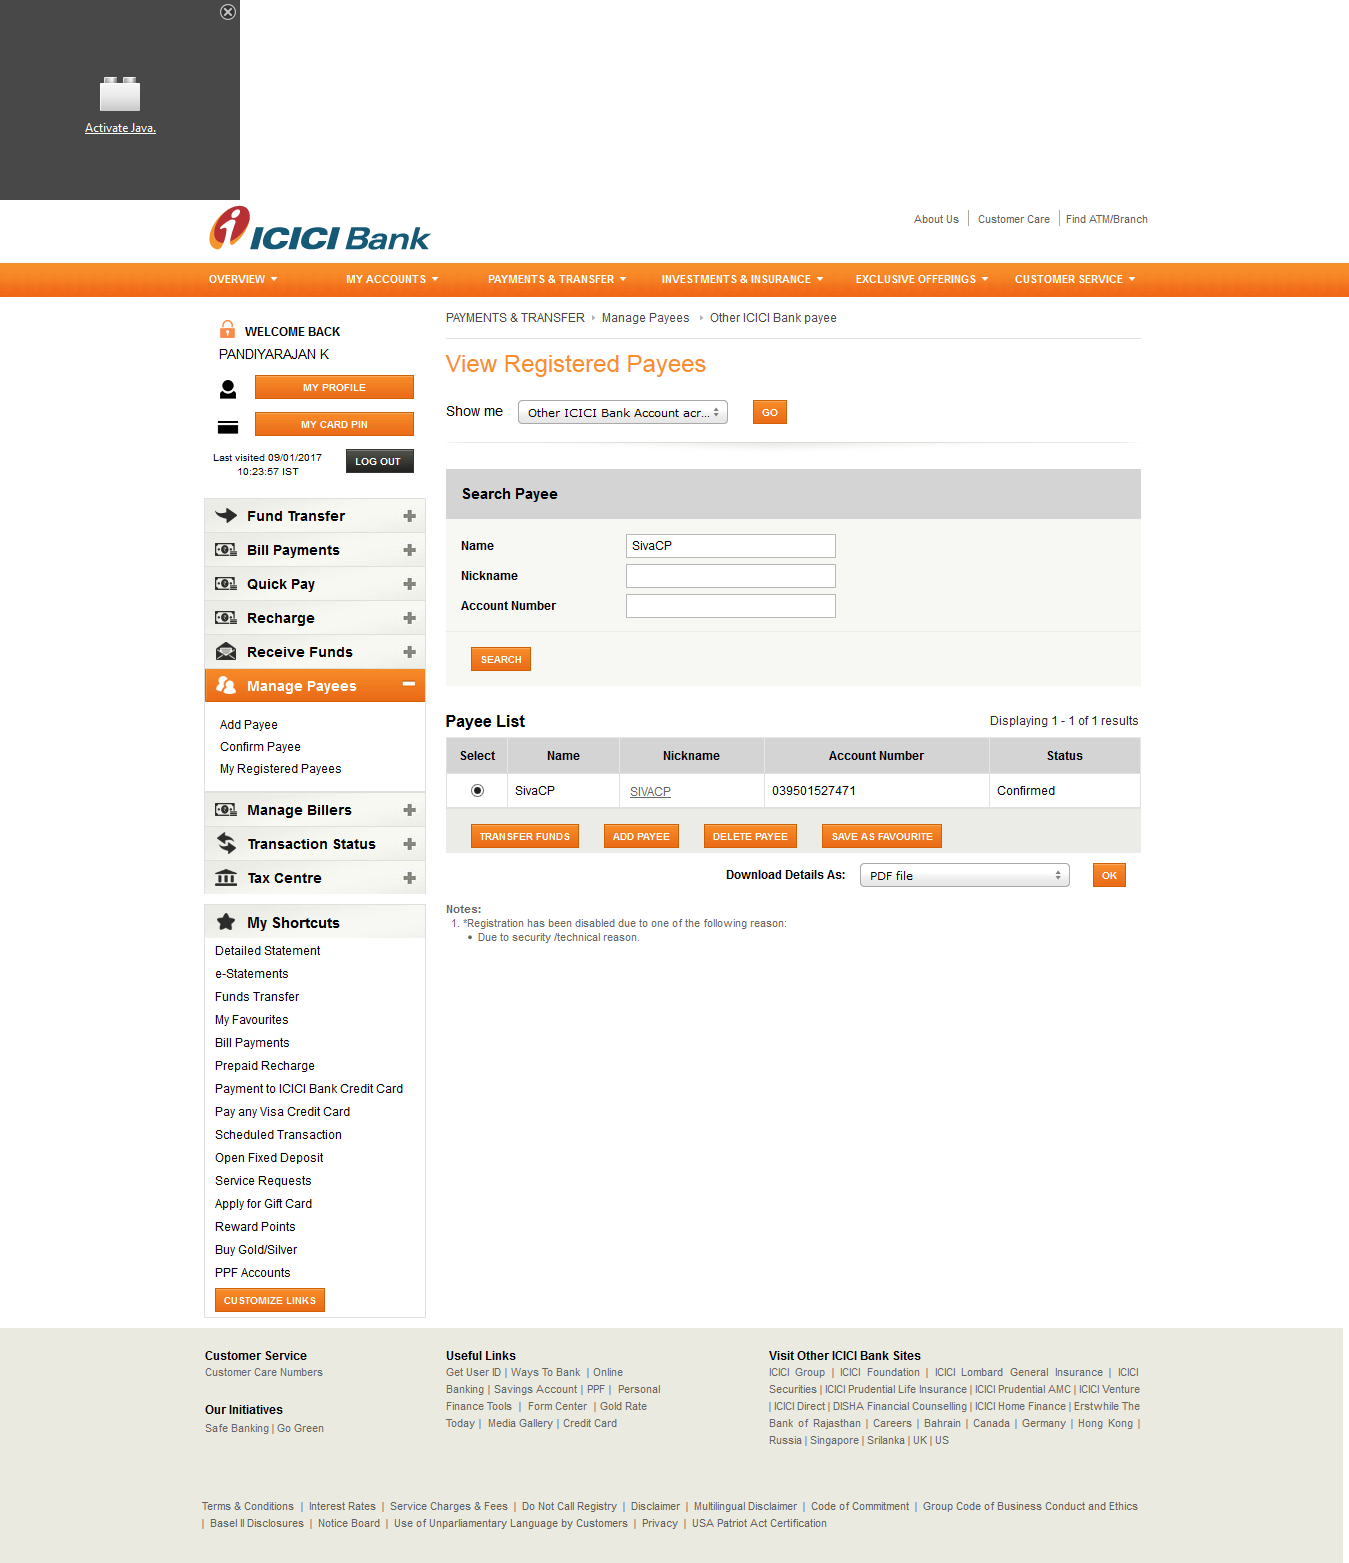 Activate Java.
ICICI Bank
About Us | Customer Care | Find ATM/Branch
OVERVIEW MY ACCOUNTS PAYMENTS & TRANSFER INVESTMENTS & INSURANCE EXCLUSIVE OFFERINGS CUSTOMER SERVICE
WELCOME BACK
PANDIYARAJAN K
MY PROFILE
MY CARD PIN
Last visited 09/01/2017
10:23:57 IST
LOG OUT
Fund Transfer
Bill Payments
Quick Pay
Recharge
Receive Funds
Manage Payees
Add Payee
Confirm Payee
My Registered Payees
Manage Billers
Transaction Status
Tax Centre
My Shortcuts
Detailed Statement
e-Statements
Funds Transfer
My Favourites
Bill Payments
Prepaid Recharge
Payment to ICICI Bank Credit Card
Pay any Visa Credit Card
Scheduled Transaction
Open Fixed Deposit
Service Requests
Apply for Gift Card
Reward Points
Buy Gold/Silver
PPF Accounts
CUSTOMIZE LINKS
PAYMENTS & TRANSFER Manage Payees Other ICICI Bank payee
View Registered Payees
Show me Other ICICI Bank Account acr... GO
Search Payee
Name SivaCP
Nickname
Account Number
SEARCH
Payee List Displaying 1 - 1 of 1 results
Select Name Nickname Account Number Status
SivaCP SIVACP 039501527471 Confirmed
TRANSFER FUNDS ADD PAYEE DELETE PAYEE SAVE AS FAVOURITE
Download Details As: PDF file OK
Notes:
1. *Registration has been disabled due to one of the following reason:
• Due to security /technical reason.
Customer Service
Customer Care Numbers
Our Initiatives
Safe Banking | Go Green
Useful Links
Get User ID | Ways To Bank | Online
Banking | Savings Account | PPF | Personal
Finance Tools | Form Center | Gold Rate
Today | Media Gallery | Credit Card
Visit Other ICICI Bank Sites
ICICI Group | ICICI Foundation | ICICI Lombard General Insurance | ICICI
Securities | ICICI Prudential Life Insurance | ICICI Prudential AMC | ICICI Venture
| ICICI Direct | DISHA Financial Counselling | ICICI Home Finance | Erstwhile The
Bank of Rajasthan | Careers | Bahrain | Canada | Germany | Hong Kong |
Russia | Singapore | Srilanka | UK | US
Terms & Conditions | Interest Rates | Service Charges & Fees | Do Not Call Registry | Disclaimer | Multilingual Disclaimer | Code of Commitment | Group Code of Business Conduct and Ethics
| Basel II Disclosures | Notice Board | Use of Unparliamentary Language by Customers | Privacy | USA Patriot Act Certification